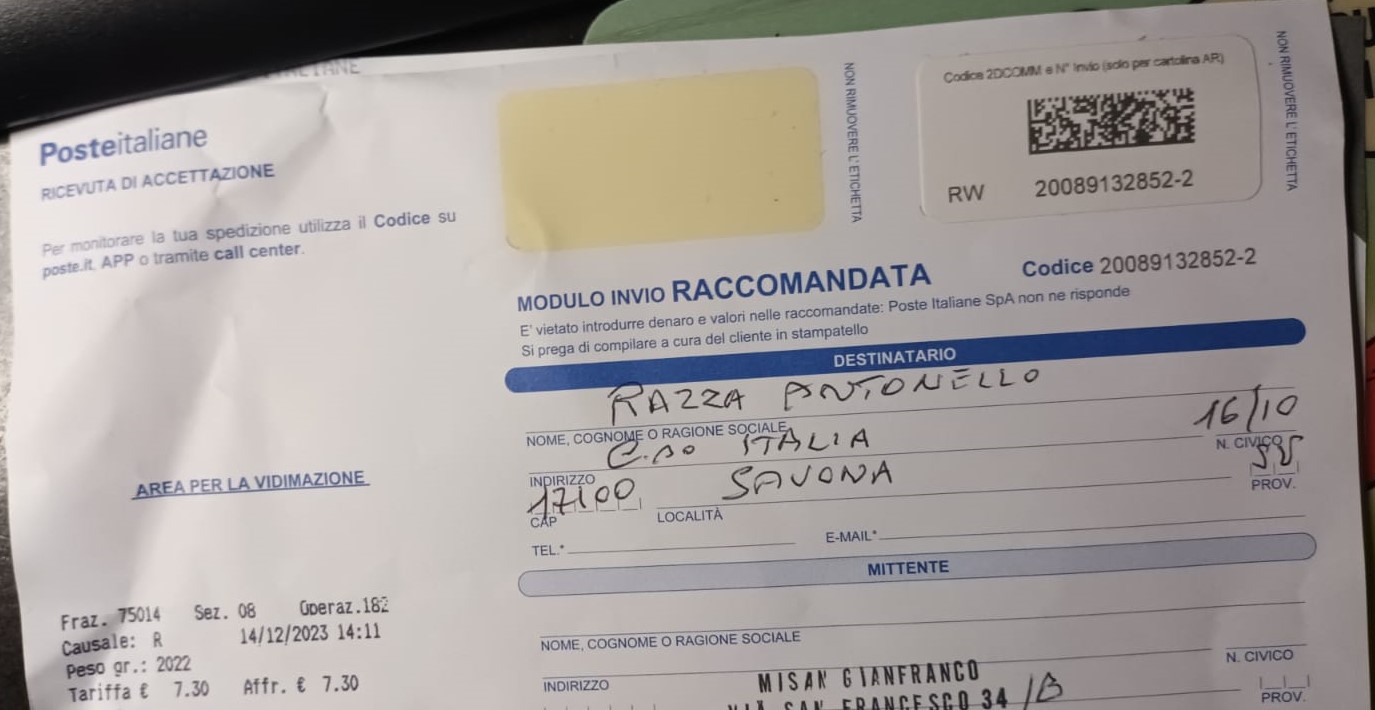 Posteitaliane
RICEVUTA DI ACCETTAZIONE
Per monitorare la tua spedizione utilizza il Codice su
poste.it, APP o tramite call center.
AREA PER LA VIDIMAZIONE
Fraz. 75014 Sez. 08 Operaz.182
Causale: R 14/12/2023 14:11
Peso gr.: 2022
Tariffa € 7.30 Affr. € 7.30
NON RIMUOVERE L'ETICHETTA
Codice 2DCOMM e N° Invio (solo per cartolina AR)
RW 20089132852-2
NON RIMUOVERE L'ETICHETTA
MODULO INVIO RACCOMANDATA Codice 20089132852-2
E' vietato introdurre denaro e valori nelle raccomandate: Poste Italiane SpA non ne risponde
Si prega di compilare a cura del cliente in stampatello
DESTINATARIO
RAZZA ANTONELLO
NOME, COGNOME O RAGIONE SOCIALE
C.so ITALIA 16/10
INDIRIZZO N. CIVICO
17100 SAVONA SV
CAP LOCALITÀ PROV.
TEL.* E-MAIL*
MITTENTE
NOME, COGNOME O RAGIONE SOCIALE
INDIRIZZO N. CIVICO
MISAN GIANFRANCO
VIA SAN FRANCESCO 34 /B
PROV.